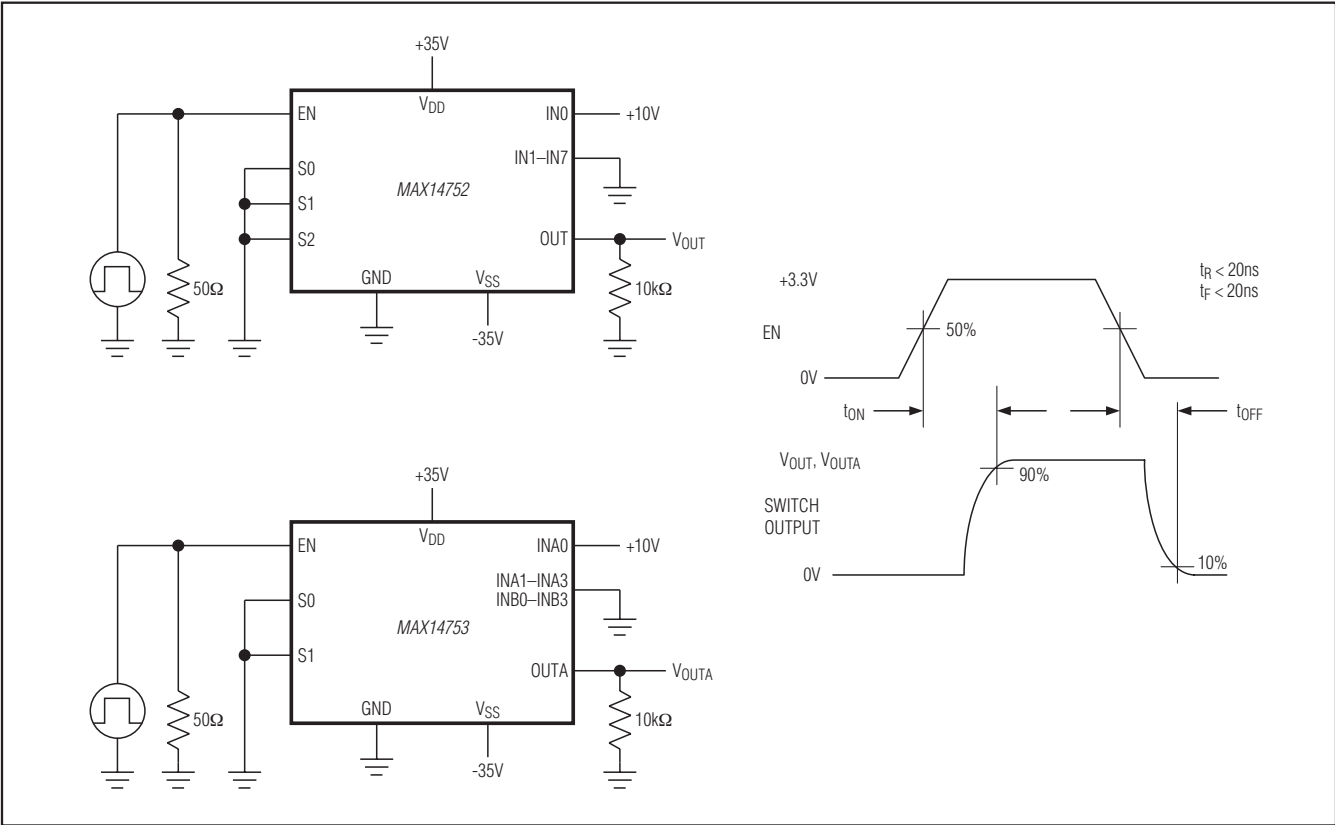 +35V
VDD
EN
IN0
+10V
S0
IN1–IN7
S1
MAX14752
S2
OUT
VOUT
50Ω
GND
VSS
10kΩ
-35V
+35V
VDD
EN
INA0
+10V
S0
INA1–INA3
INB0–INB3
MAX14753
S1
OUTA
VOUTA
50Ω
GND
VSS
10kΩ
-35V
+3.3V
tR < 20ns
tF < 20ns
EN
50%
0V
tON
tOFF
VOUT, VOUTA
90%
SWITCH
OUTPUT
10%
0V